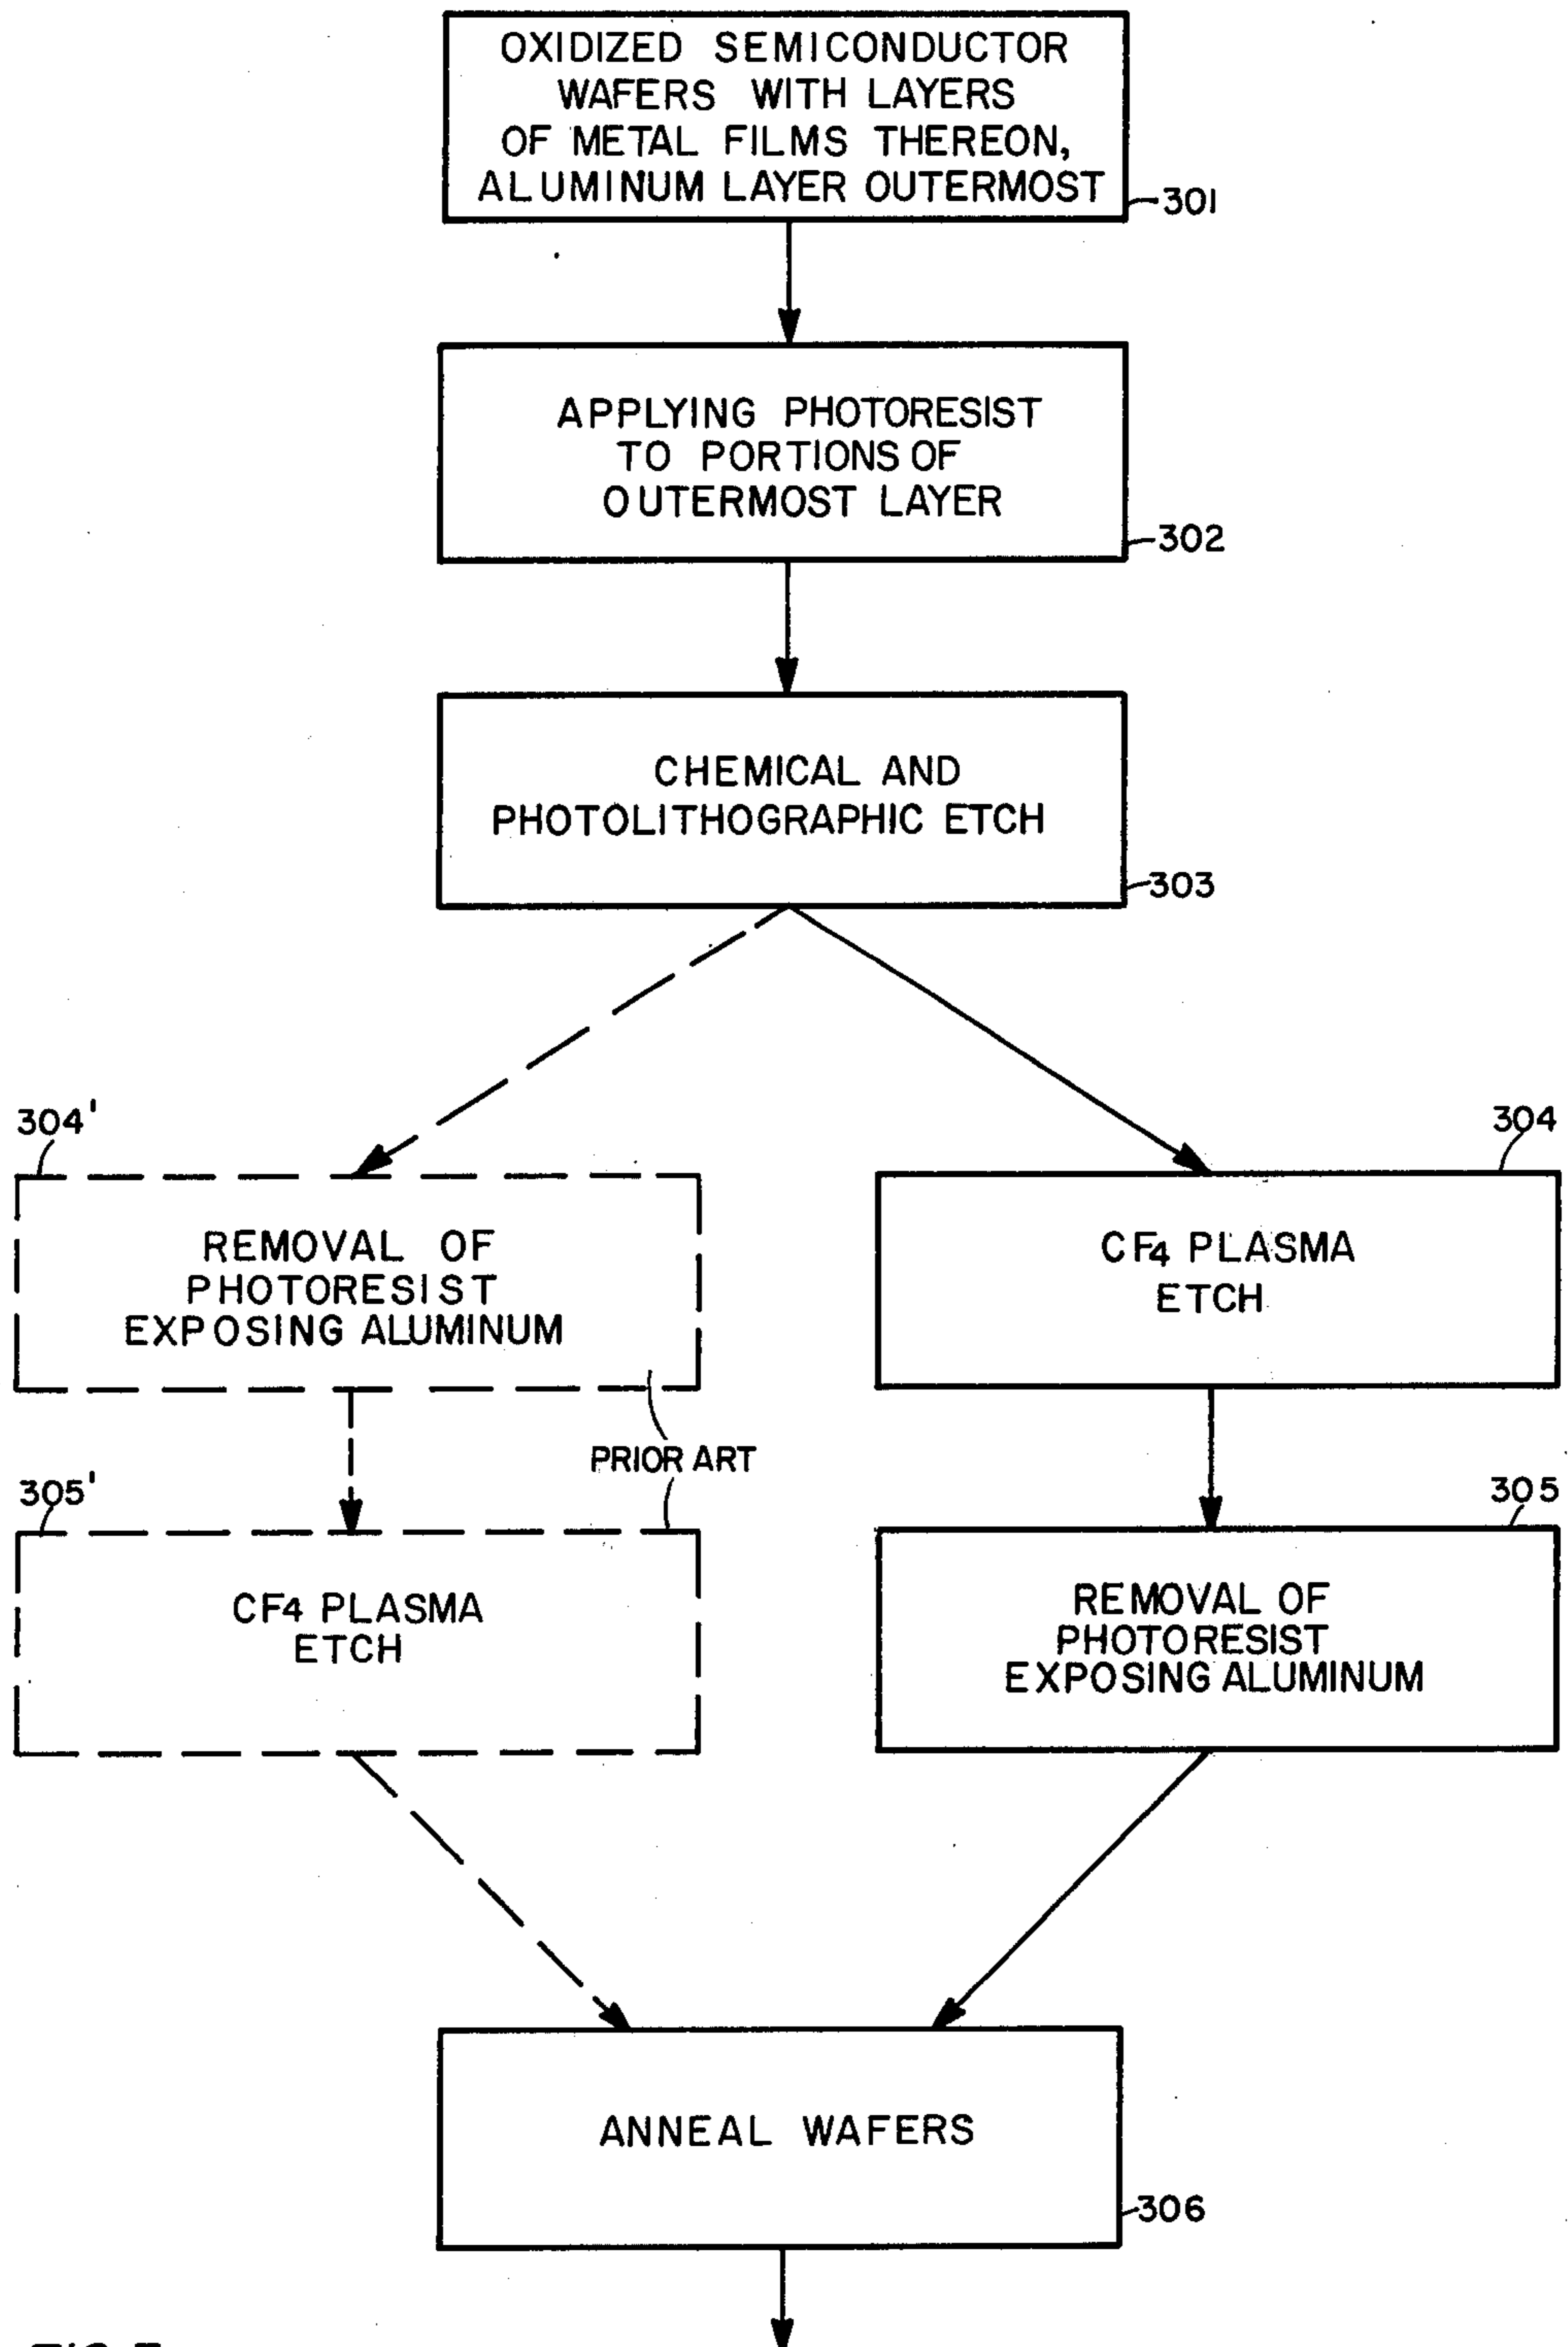 OXIDIZED SEMICONDUCTOR
WAFERS WITH LAYERS
OF METAL FILMS THEREON,
ALUMINUM LAYER OUTERMOST
301
APPLYING PHOTORESIST
TO PORTIONS OF
OUTERMOST LAYER
302
CHEMICAL AND
PHOTOLITHOGRAPHIC ETCH
303
304'
REMOVAL OF
PHOTORESIST
EXPOSING ALUMINUM
304
CF4 PLASMA
ETCH
PRIOR ART
305'
CF4 PLASMA
ETCH
305
REMOVAL OF
PHOTORESIST
EXPOSING ALUMINUM
ANNEAL WAFERS
306